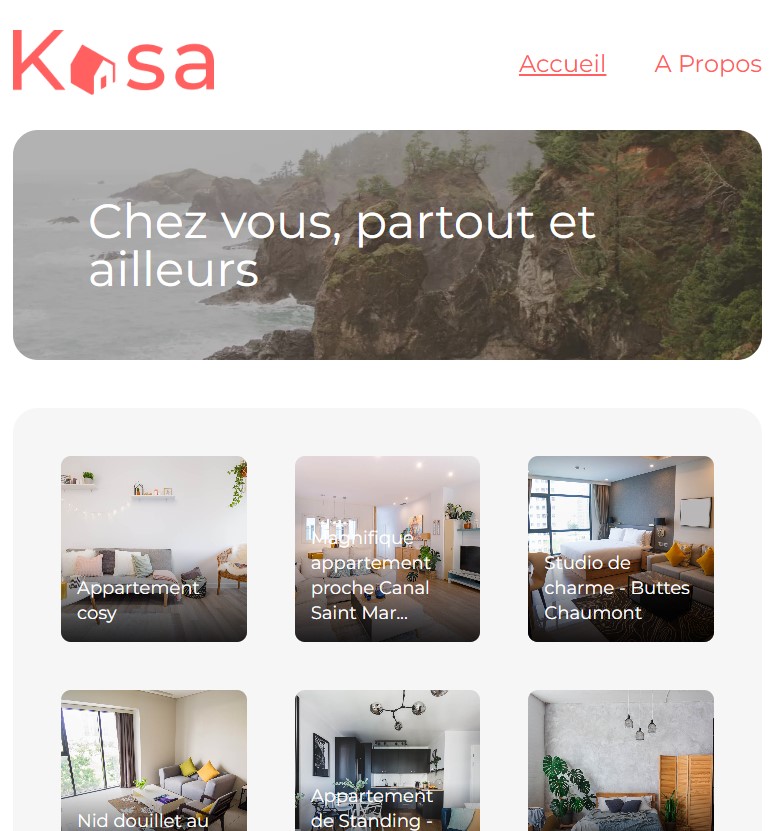 Kasa
Accueil
A Propos
Chez vous, partout et
ailleurs
Appartement
cosy
Magnifique
appartement
proche Canal
Saint Mar...
Studio de
charme - Buttes
Chaumont
Nid douillet au
Appartement
de Standing -